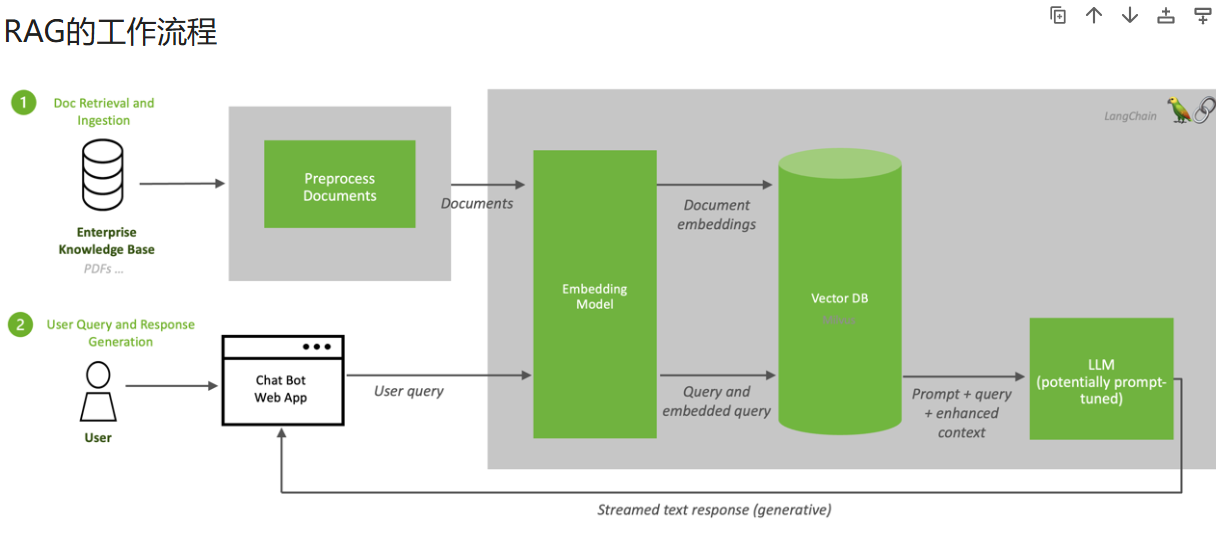 RAG的工作流程
1
Doc Retrieval and
Ingestion
Enterprise
Knowledge Base
PDFs ...
Preprocess
Documents
Documents
Embedding
Model
Document
embeddings
Vector DB
LangChain
2
User Query and Response
Generation
User
Chat Bot
Web App
User query
Query and
embedded query
Prompt + query
+ enhanced
context
LLM
(potentially prompt-
tuned)
Streamed text response (generative)